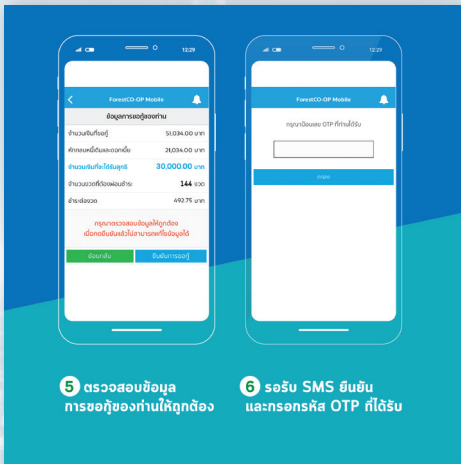 12:29
ForestCO-OP Mobile
ข้อมูลการขอกู้ของท่าน
จำนวนเงินที่ขอกู้ 51,034.00 บาท
หักกลบหนี้เดิมและดอกเบี้ย 21,034.00 บาท
จำนวนเงินที่จะได้รับสุทธิ 30,000.00 บาท
จำนวนงวดที่ต้องผ่อนชำระ 144 งวด
ชำระต่องวด 492.75 บาท
กรุณาตรวจสอบข้อมูลให้ถูกต้อง
เมื่อกดยืนยันแล้วไม่สามารถแก้ไขข้อมูลได้
ย้อนกลับ ยืนยันการขอกู้
5 ตรวจสอบข้อมูล
การขอกู้ของท่านให้ถูกต้อง
12:29
ForestCO-OP Mobile
กรุณาป้อนเลข OTP ที่ท่านได้รับ
ตกลง
6 รอรับ SMS ยืนยัน
และกรอกรหัส OTP ที่ได้รับ